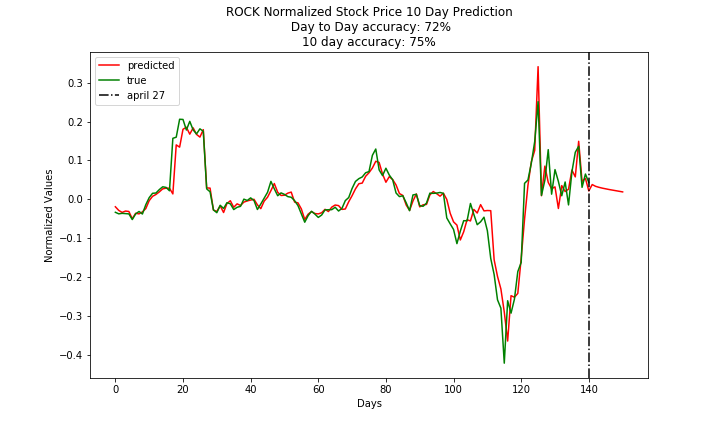 ROCK Normalized Stock Price 10 Day Prediction
Day to Day accuracy: 72%
10 day accuracy: 75%
predicted
true
april 27
Normalized Values
0.3
0.2
0.1
0.0
−0.1
−0.2
−0.3
−0.4
0 20 40 60 80 100 120 140
Days